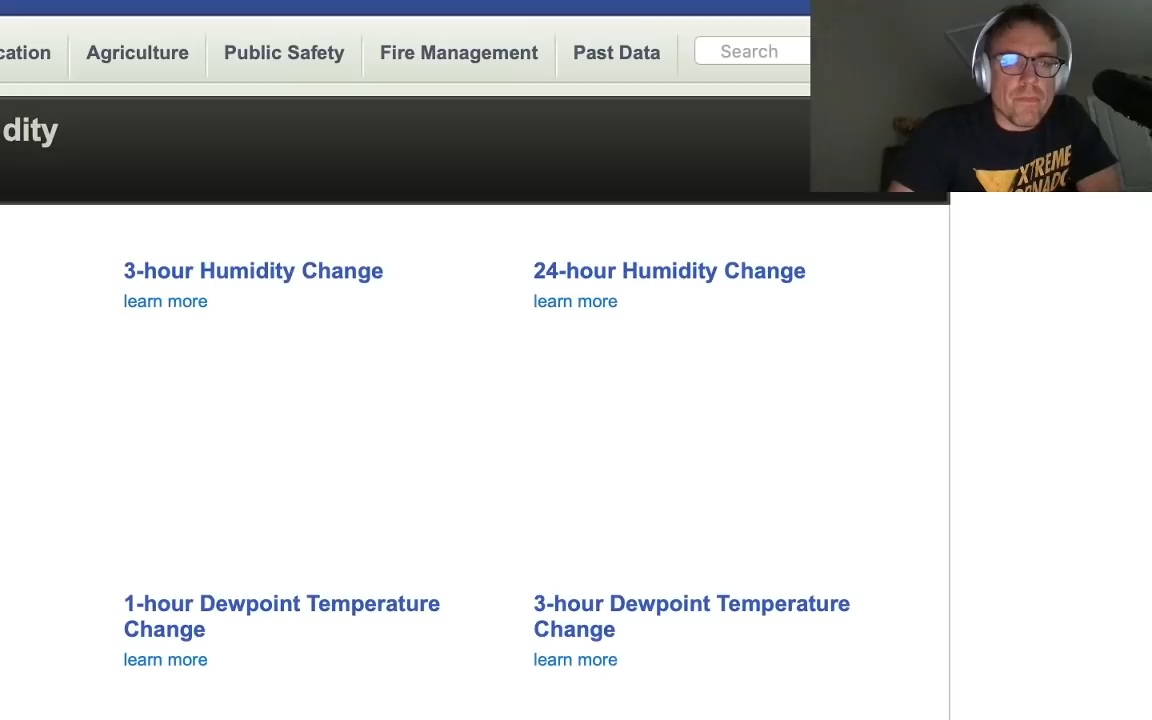 cation Agriculture Public Safety Fire Management Past Data Search
dity
XTREME
3-hour Humidity Change 24-hour Humidity Change
learn more learn more
1-hour Dewpoint Temperature 3-hour Dewpoint Temperature
Change Change
learn more learn more